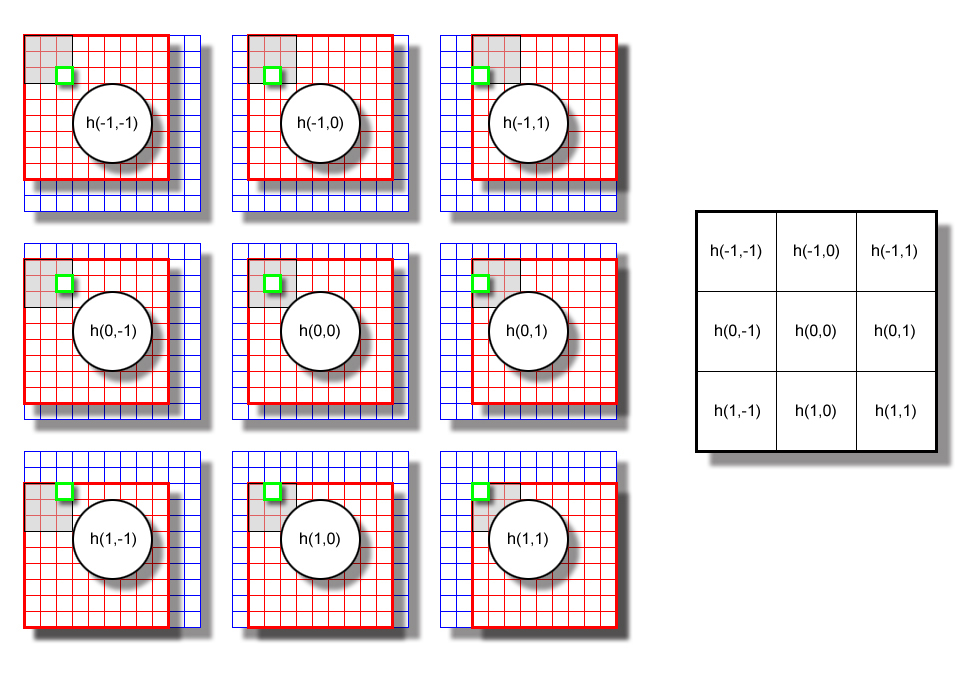 h(-1,-1) h(-1,0) h(-1,1)
h(0,-1) h(0,0) h(0,1)
h(1,-1) h(1,0) h(1,1)
h(-1,-1) h(-1,0) h(-1,1)
h(0,-1) h(0,0) h(0,1)
h(1,-1) h(1,0) h(1,1)